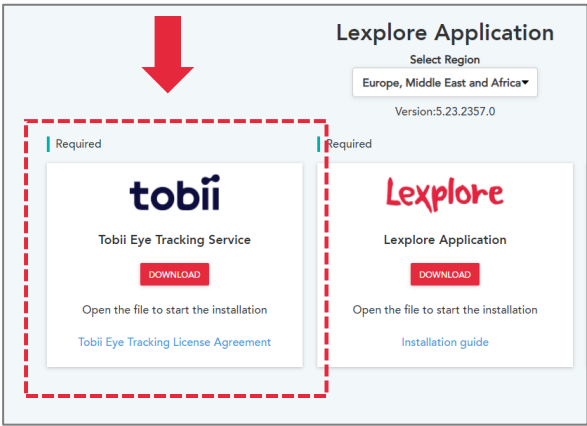 Lexplore Application
Select Region
Europe, Middle East and Africa
Version:5.23.2357.0
Required
tobii
Tobii Eye Tracking Service
DOWNLOAD
Open the file to start the installation
Tobii Eye Tracking License Agreement
Required
Lexplore
Lexplore Application
DOWNLOAD
Open the file to start the installation
Installation guide